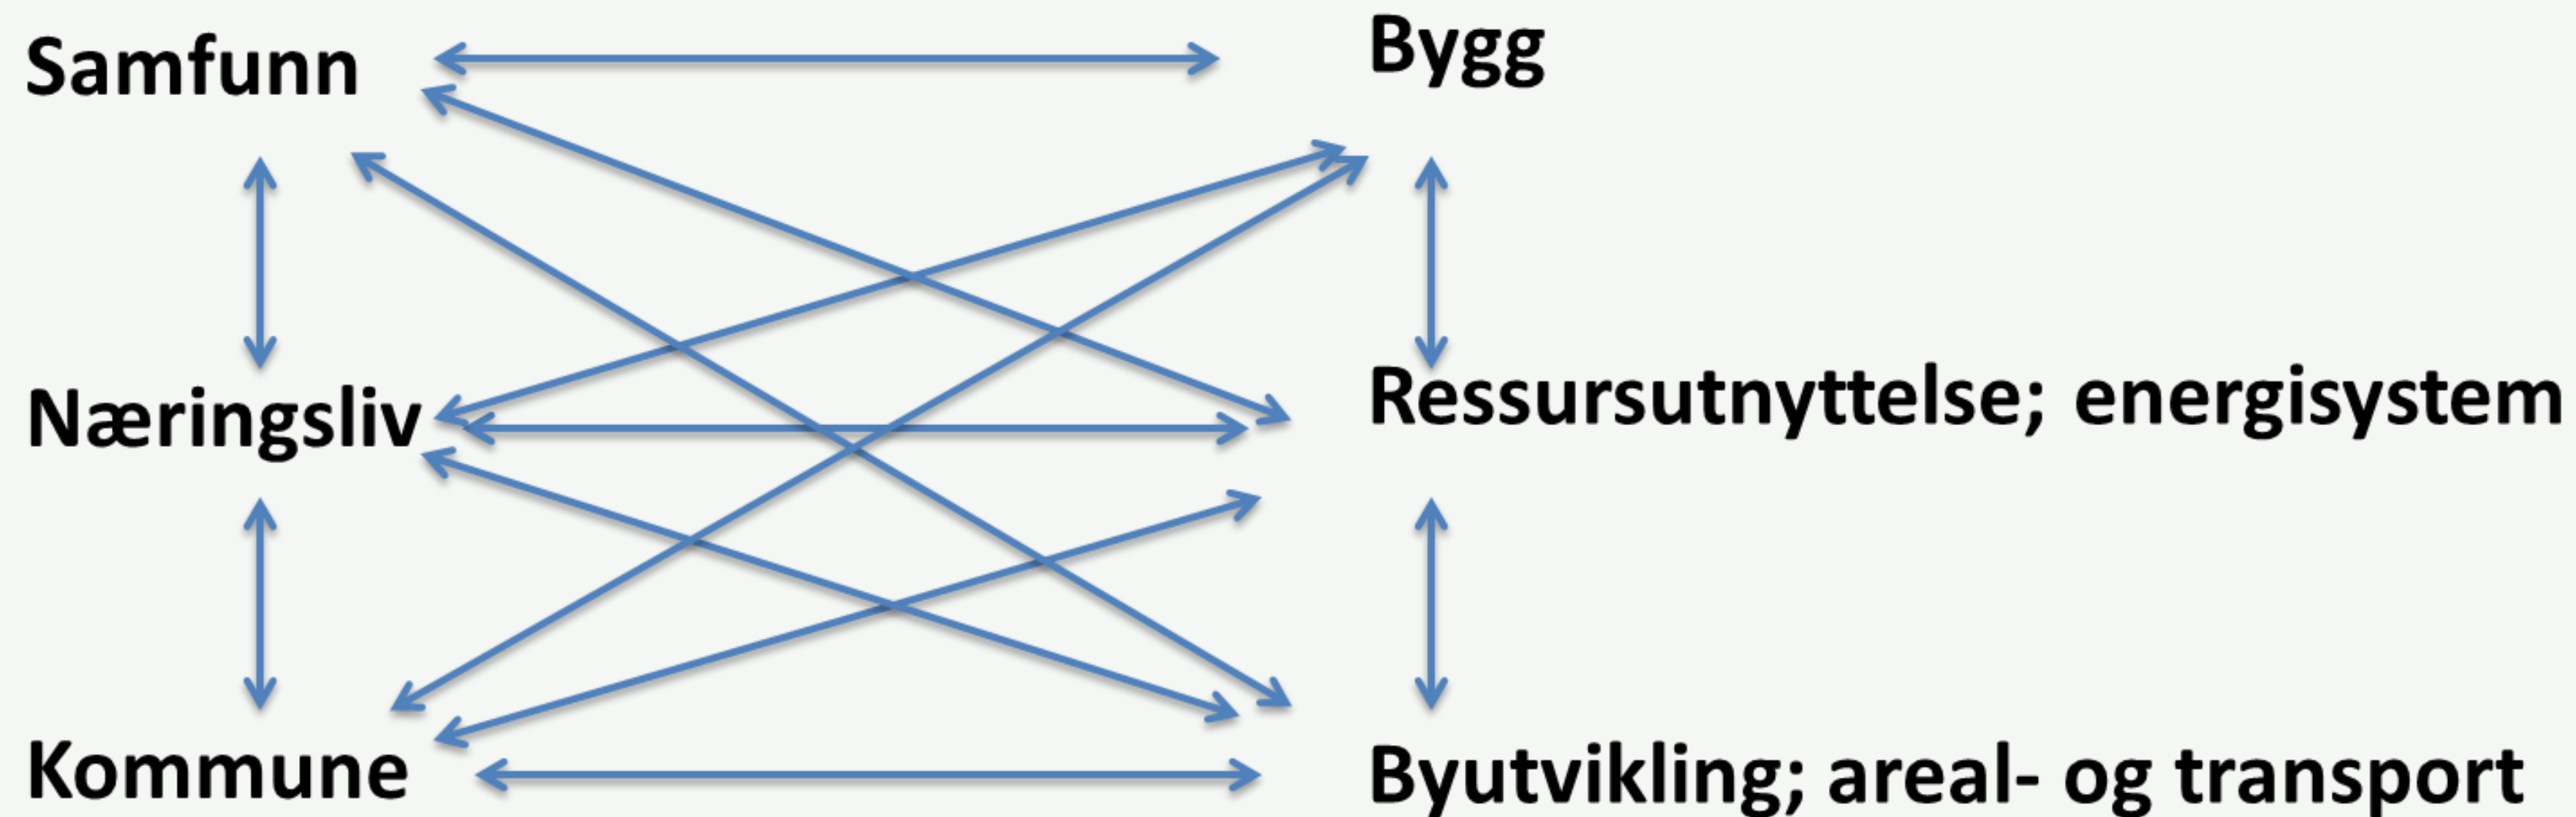 Samfunn
Bygg
Næringsliv
Ressursutnyttelse; energisystem
Kommune
Byutvikling; areal- og transport